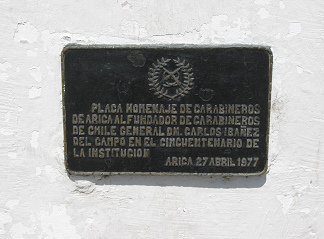 PLACA HOMENAJE DE CARABINEROS
DE ARICA AL FUNDADOR DE CARABINEROS
DE CHILE GENERAL DN. CARLOS IBAÑEZ
DEL CAMPO EN EL CINCUENTENARIO DE
LA INSTITUCION
ARICA 27 ABRIL 1977